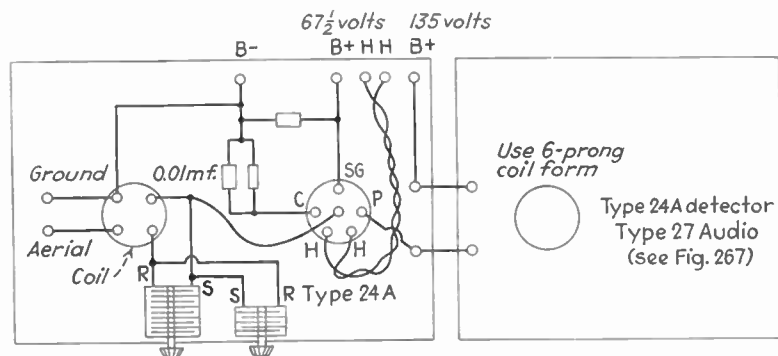 67½ volts 135 volts
B- B+ H H B+
0.01mf.
SG
C P
Ground
Aerial
Coil
H H
R S S R Type 24A
Use 6-prong
coil form
Type 24A detector
Type 27 Audio
(see Fig. 267)